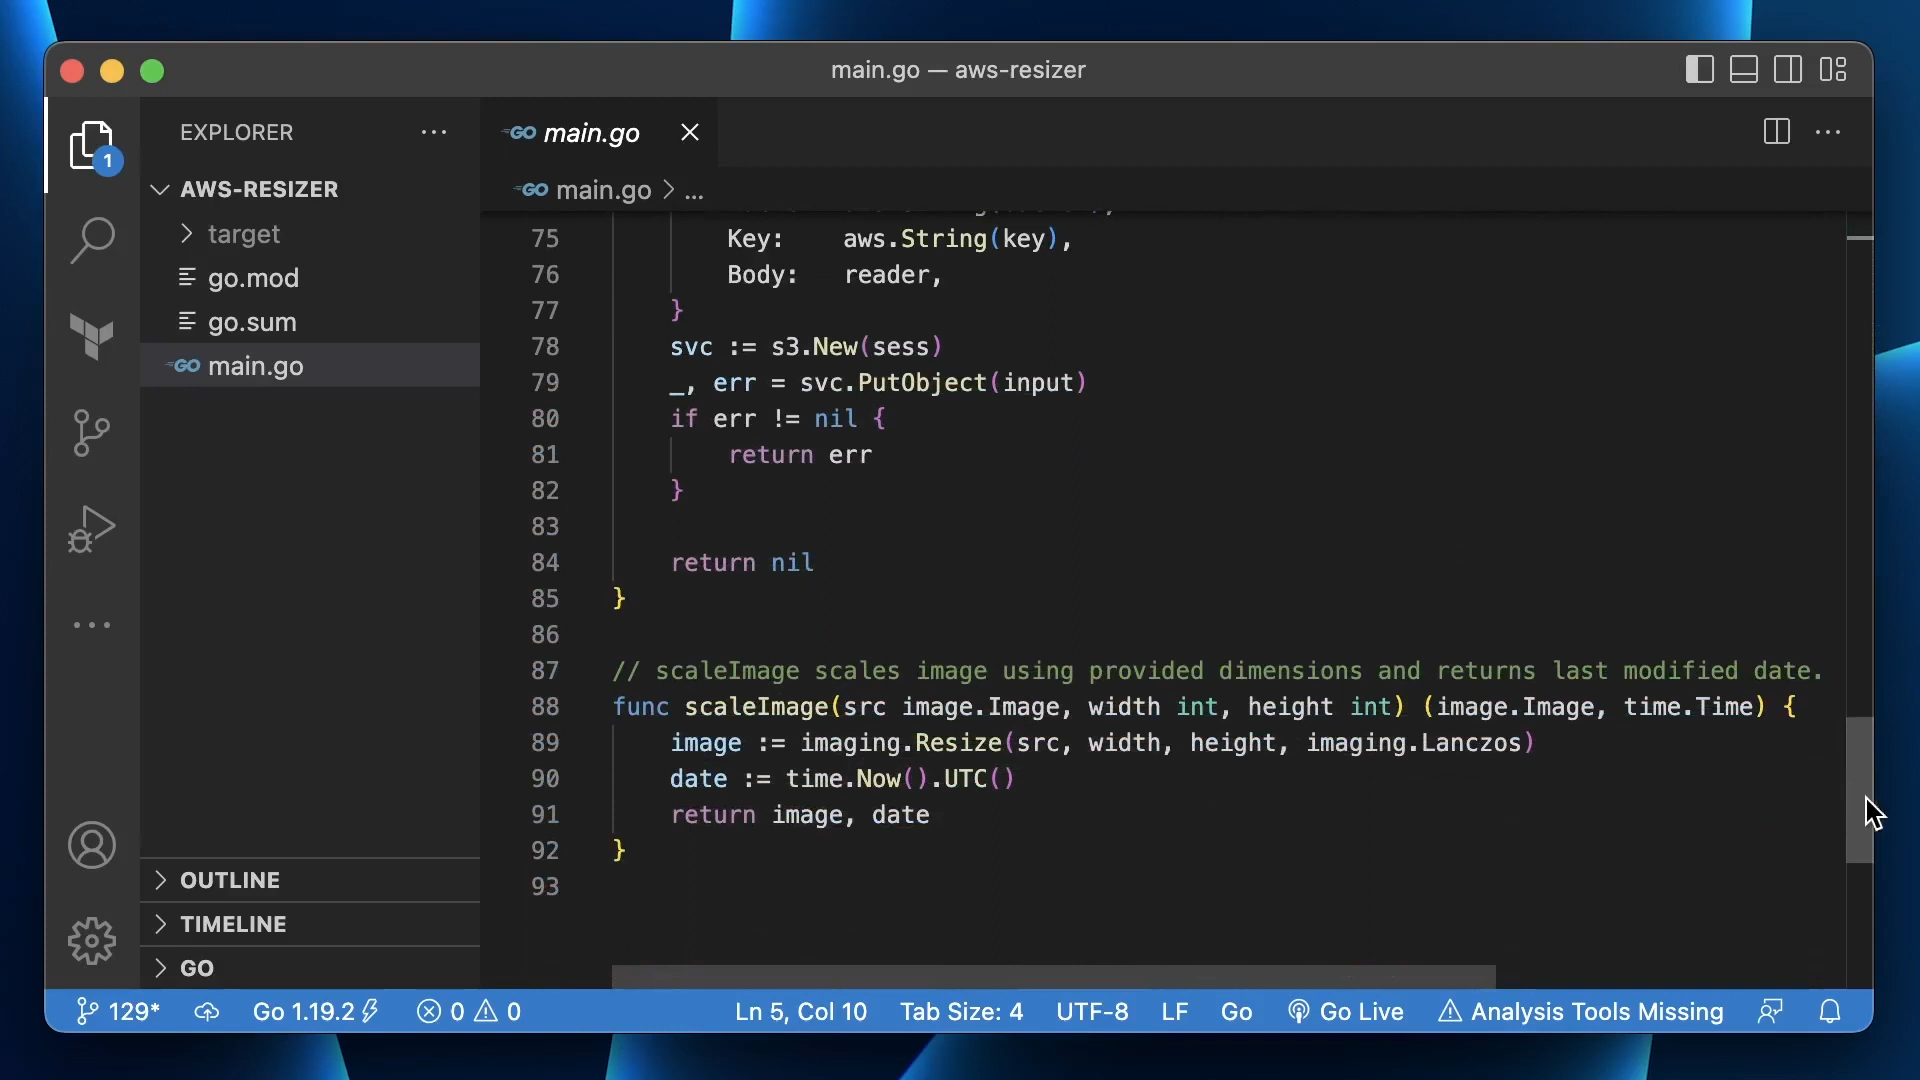 main.go — aws-resizer
EXPLORER
1
AWS-RESIZER
target
go.mod
go.sum
GO main.go
OUTLINE
TIMELINE
GO
GO main.go
GO main.go > ...
75 Key: aws.String(key),
76 Body: reader,
77 }
78 svc := s3.New(sess)
79 _, err = svc.PutObject(input)
80 if err != nil {
81 return err
82 }
83
84 return nil
85 }
86
87 // scaleImage scales image using provided dimensions and returns last modified date.
88 func scaleImage(src image.Image, width int, height int) (image.Image, time.Time) {
89 image := imaging.Resize(src, width, height, imaging.Lanczos)
90 date := time.Now().UTC()
91 return image, date
92 }
93
129* Go 1.19.2 0 0 Ln 5, Col 10 Tab Size: 4 UTF-8 LF Go Go Live Analysis Tools Missing